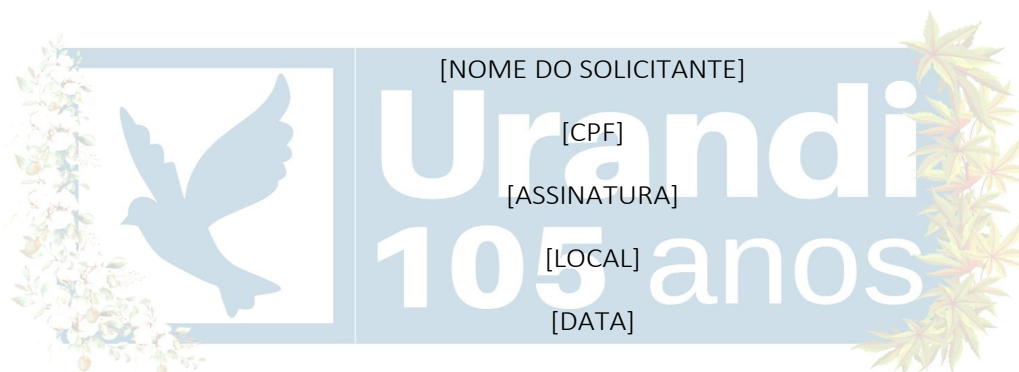 [NOME DO SOLICITANTE]
Urandi
[CPF]
[ASSINATURA]
105 anos
[LOCAL]
[DATA]